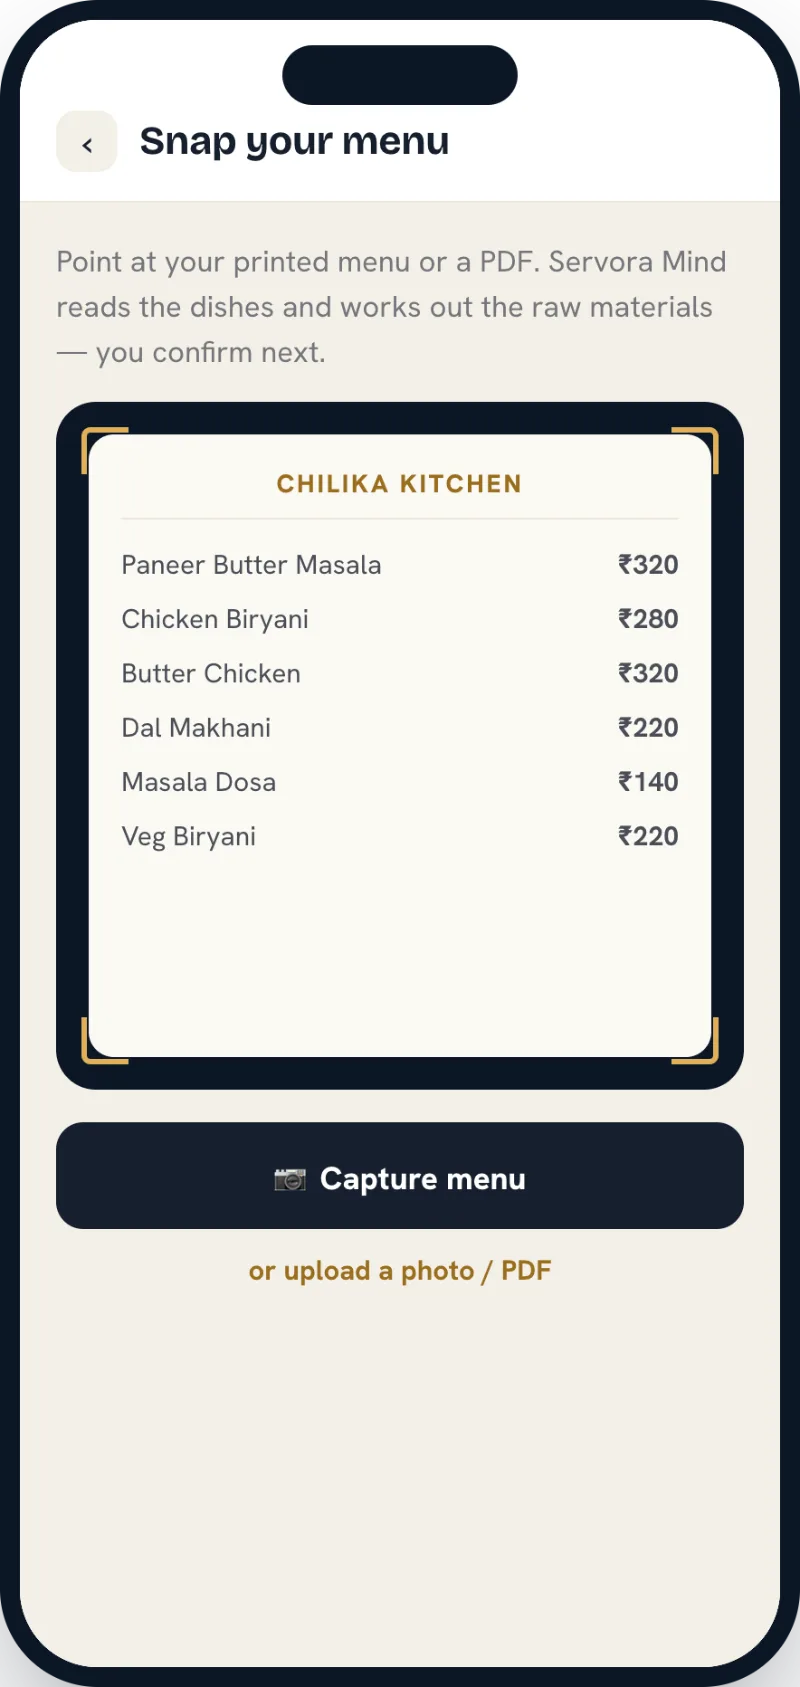 Snap your menu
Point at your printed menu or a PDF. Servora Mind
reads the dishes and works out the raw materials
— you confirm next.
CHILIKA KITCHEN
Paneer Butter Masala ₹320
Chicken Biryani ₹280
Butter Chicken ₹320
Dal Makhani ₹220
Masala Dosa ₹140
Veg Biryani ₹220
Capture menu
or upload a photo / PDF